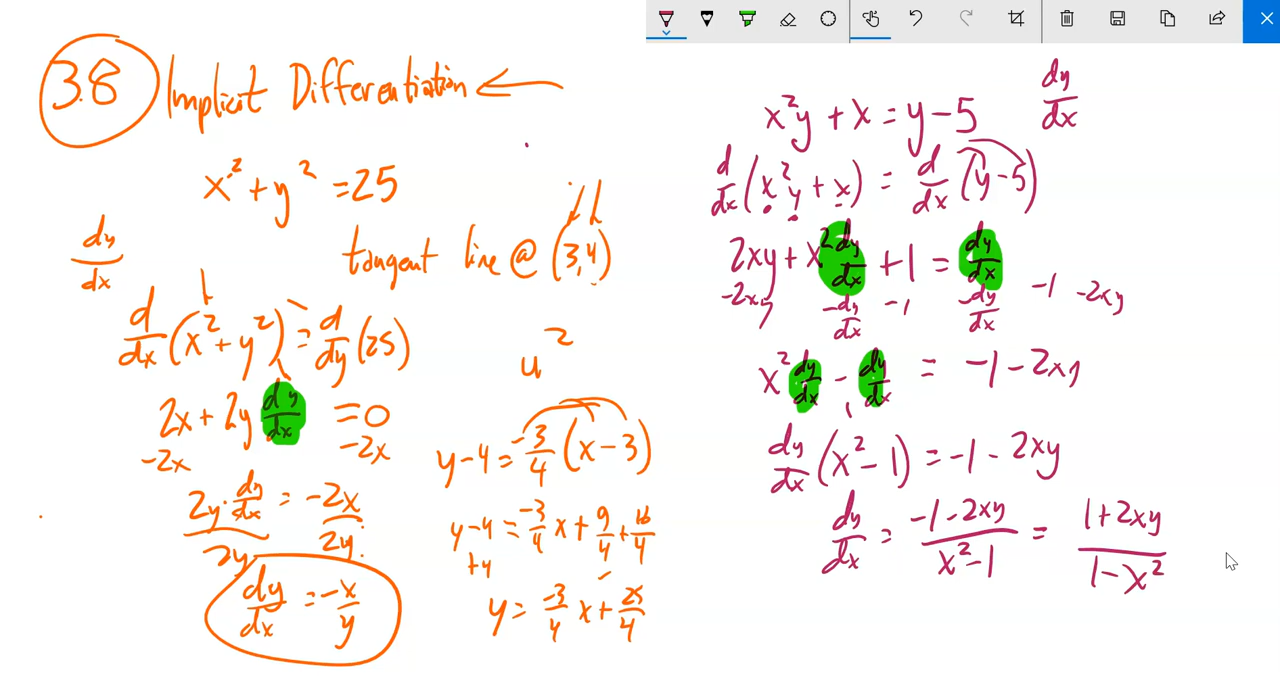 3.8 Implicit Differentiation ←
x² + y² = 25
dy/dx
tangent line @ (3,4)
d/dx (x² + y²) = d/dy (25)
2x + 2y dy/dx = 0
-2x -2x
2y · dy/dx = -2x
2y 2y
dy/dx = -x/y
u²
y - 4 = -3/4 (x - 3)
y - 4 = -3/4 x + 9/4 + 16/4
+4
y = -3/4 x + 25/4
x²y + x = y - 5
dy/dx
d/dx (x² y + x) = d/dx (y - 5)
2xy + x² dy/dx + 1 = dy/dx
-2xy -dy/dx -1 -dy/dx -1 -2xy
x² dy/dx - dy/dx = -1 - 2xy
1
dy/dx (x² - 1) = -1 - 2xy
dy/dx = (-1 - 2xy)/(x² - 1) = (1 + 2xy)/(1 - x²)